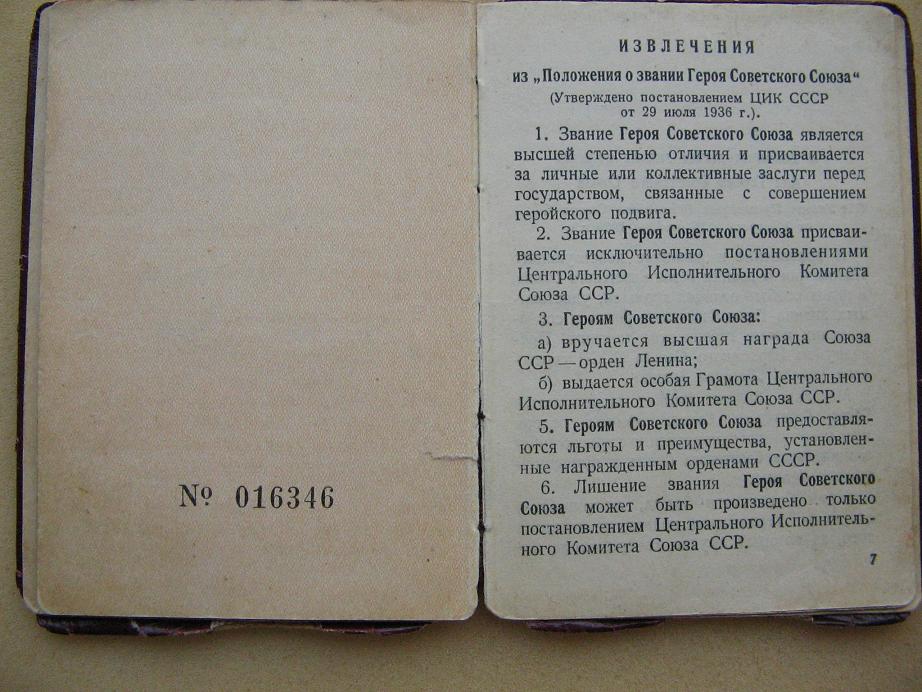 № 016346
ИЗВЛЕЧЕНИЯ
из „Положения о звании Героя Советского Союза“
(Утверждено постановлением ЦИК СССР
от 29 июля 1936 г.).
1. Звание Героя Советского Союза является
высшей степенью отличия и присваивается
за личные или коллективные заслуги перед
государством, связанные с совершением
геройского подвига.
2. Звание Героя Советского Союза присваи-
вается исключительно постановлениями
Центрального Исполнительного Комитета
Союза ССР.
3. Героям Советского Союза:
а) вручается высшая награда Союза
ССР — орден Ленина;
б) выдается особая Грамота Центрального
Исполнительного Комитета Союза ССР.
5. Героям Советского Союза предоставля-
ются льготы и преимущества, установлен-
ные награжденным орденами СССР.
6. Лишение звания Героя Советского
Союза может быть произведено только
постановлением Центрального Исполнитель-
ного Комитета Союза ССР.
7